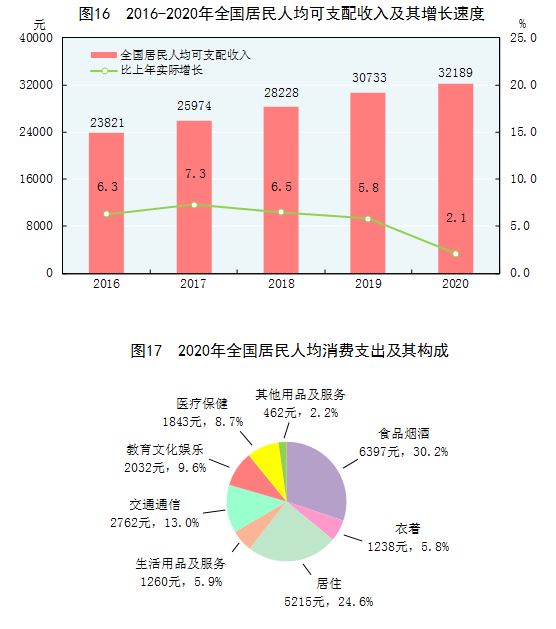 图16 2016-2020年全国居民人均可支配收入及其增长速度
元 %
40000 25.0
全国居民人均可支配收入
比上年实际增长
32000 20.0
24000 15.0
16000 10.0
8000 5.0
0 0.0
23821 25974 28228 30733 32189
6.3 7.3 6.5 5.8 2.1
2016 2017 2018 2019 2020
图17 2020年全国居民人均消费支出及其构成
其他用品及服务
462元，2.2%
医疗保健
1843元，8.7%
食品烟酒
6397元，30.2%
教育文化娱乐
2032元，9.6%
交通通信
2762元，13.0%
衣着
1238元，5.8%
生活用品及服务
1260元，5.9%
居住
5215元，24.6%